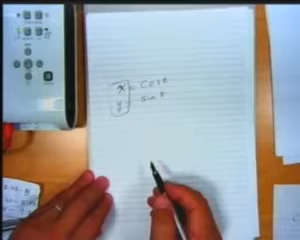 x = cos t
y = sin t